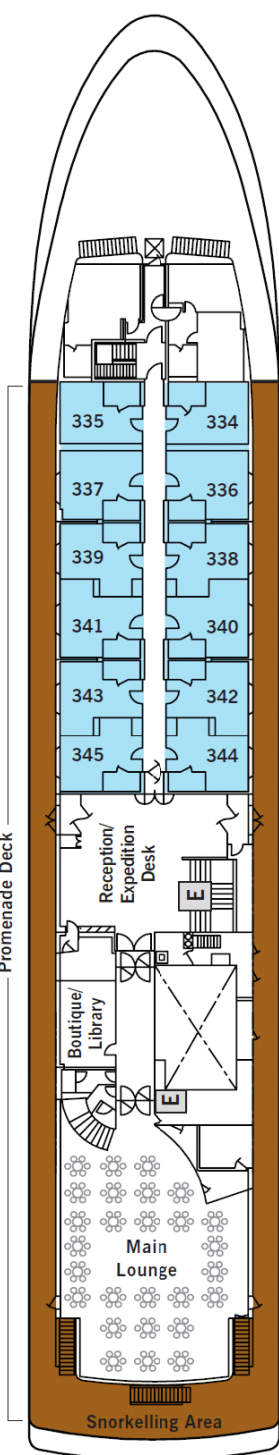 335 334
337 336
339 338
341 340
343 342
345 344
Promenade Deck
Reception/
Expedition
Desk
E
Boutique/
Library
E
Main
Lounge
Snorkelling Area